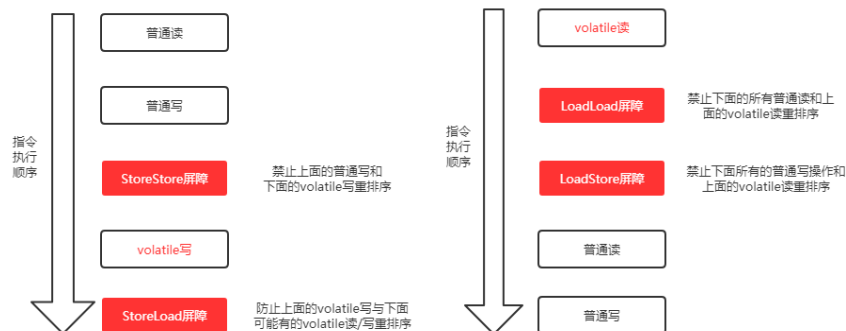 普通读
普通写
指令
执行
顺序
StoreStore屏障
禁止上面的普通写和
下面的volatile写重排序
volatile写
StoreLoad屏障
防止上面的volatile写与下面
可能有的volatile读/写重排序
volatile读
LoadLoad屏障
禁止下面的所有普通读和上
面的volatile读重排序
指令
执行
顺序
LoadStore屏障
禁止下面所有的普通写操作和
上面的volatile读重排序
普通读
普通写